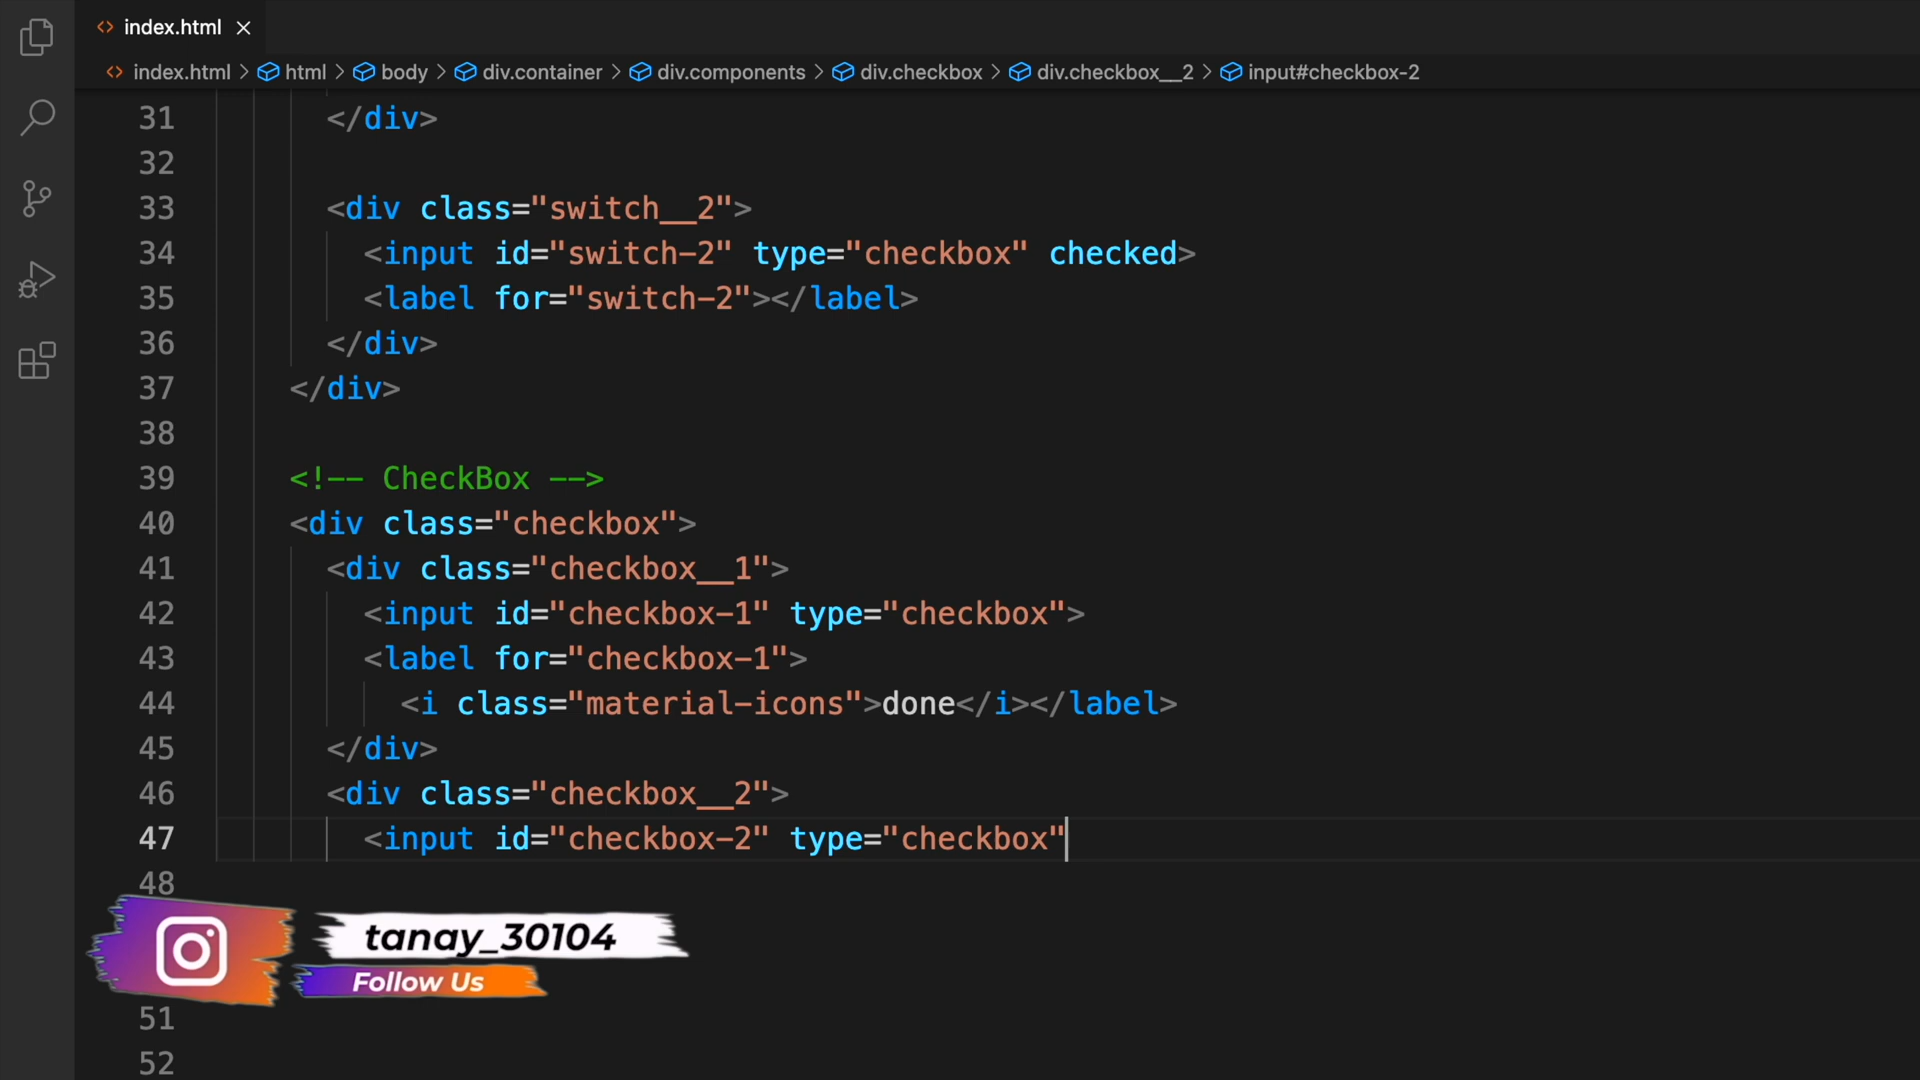 index.html
index.html > html > body > div.container > div.components > div.checkbox > div.checkbox__2 > input#checkbox-2
31 </div>
32
33 <div class="switch__2">
34 <input id="switch-2" type="checkbox" checked>
35 <label for="switch-2"></label>
36 </div>
37 </div>
38
39 <!-- CheckBox -->
40 <div class="checkbox">
41 <div class="checkbox__1">
42 <input id="checkbox-1" type="checkbox">
43 <label for="checkbox-1">
44 <i class="material-icons">done</i></label>
45 </div>
46 <div class="checkbox__2">
47 <input id="checkbox-2" type="checkbox"
48
tanay_30104
Follow Us
51
52